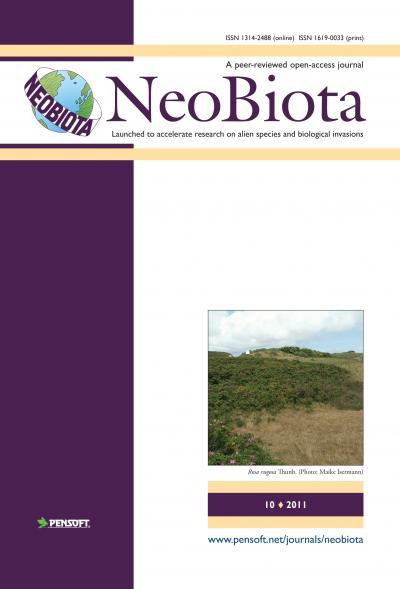 ISSN 1314-2488 (online) ISSN 1619-0033 (print)
A peer-reviewed open-access journal
NEOBIOTA
NeoBiota
Launched to accelerate research on alien species and biological invasions
Rosa rugosa Thunb. (Photo: Maike Isermann)
10 ♦ 2011
PENSOFT.
www.pensoft.net/journals/neobiota